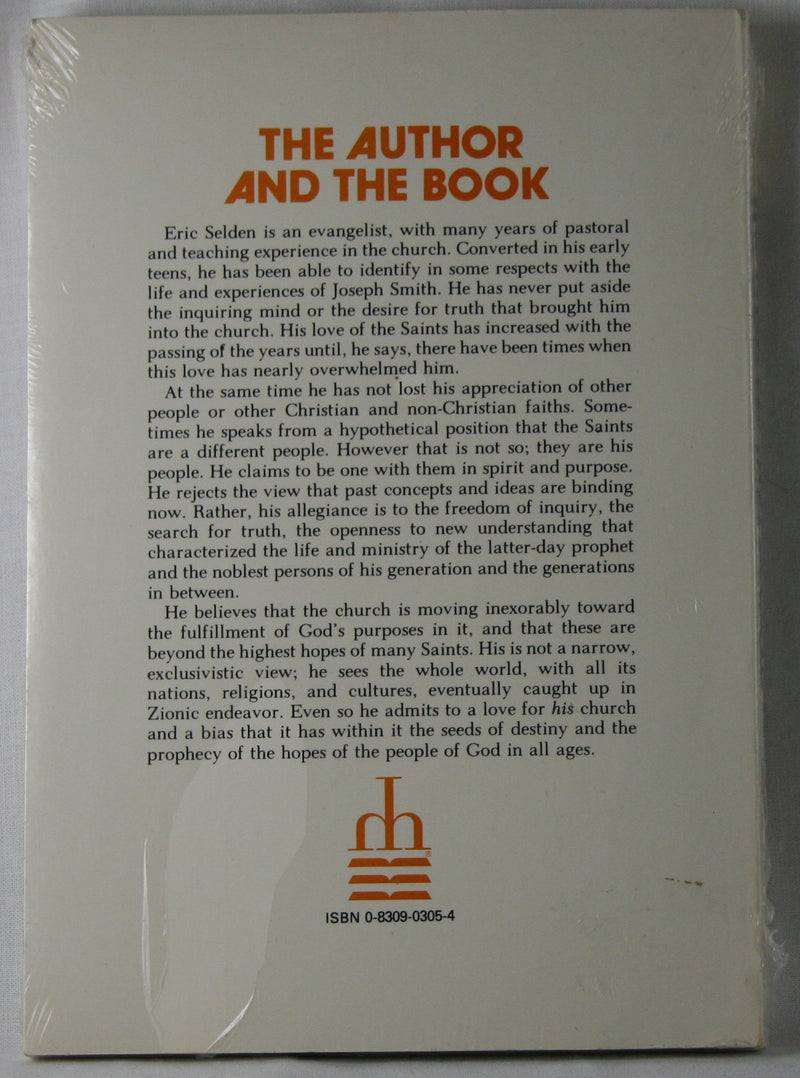 THE AUTHOR
AND THE BOOK
Eric Selden is an evangelist, with many years of pastoral
and teaching experience in the church. Converted in his early
teens, he has been able to identify in some respects with the
life and experiences of Joseph Smith. He has never put aside
the inquiring mind or the desire for truth that brought him
into the church. His love of the Saints has increased with the
passing of the years until, he says, there have been times when
this love has nearly overwhelmed him.
At the same time he has not lost his appreciation of other
people or other Christian and non-Christian faiths. Some-
times he speaks from a hypothetical position that the Saints
are a different people. However that is not so; they are his
people. He claims to be one with them in spirit and purpose.
He rejects the view that past concepts and ideas are binding
now. Rather, his allegiance is to the freedom of inquiry, the
search for truth, the openness to new understanding that
characterized the life and ministry of the latter-day prophet
and the noblest persons of his generation and the generations
in between.
He believes that the church is moving inexorably toward
the fulfillment of God's purposes in it, and that these are
beyond the highest hopes of many Saints. His is not a narrow,
exclusivistic view; he sees the whole world, with all its
nations, religions, and cultures, eventually caught up in
Zionic endeavor. Even so he admits to a love for his church
and a bias that it has within it the seeds of destiny and the
prophecy of the hopes of the people of God in all ages.
®
ISBN 0-8309-0305-4